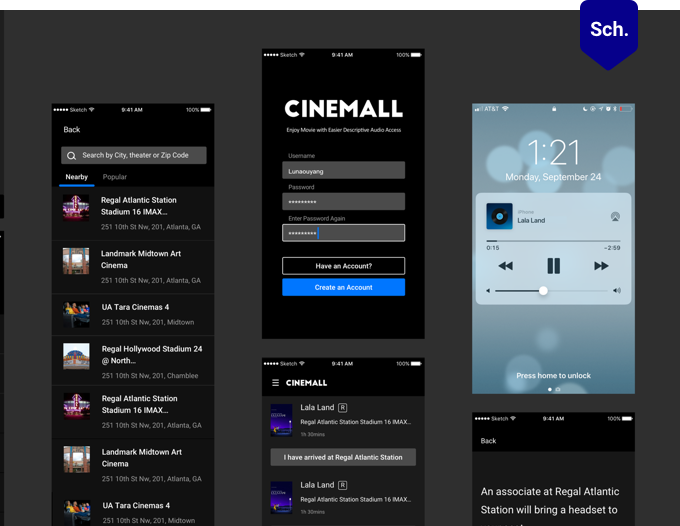 Sch.
Sketch
9:41 AM
100%
Back
Search by City, theater or Zip Code
Nearby
Popular
Regal Atlantic Station
Stadium 16 IMAX...
251 10th St Nw, 201, Atlanta, GA
Landmark Midtown Art
Cinema
251 10th St Nw, 201, Atlanta, GA
UA Tara Cinemas 4
251 10th St Nw, 201, Midtown
Regal Hollywood Stadium 24
@ North...
251 10th St Nw, 201, Chamblee
Regal Atlantic Station
Stadium 16 IMAX...
251 10th St Nw, 201, Atlanta, GA
Landmark Midtown Art
Cinema
251 10th St Nw, 201, Atlanta, GA
UA Tara Cinemas 4
251 10th St Nw, 201, Midtown
Sketch
9:41 AM
100%
CINEMALL
Enjoy Movie with Easier Descriptive Audio Access
Username
Lunaouyang
Password
*********
Enter Password Again
*********
Have an Account?
Create an Account
Sketch
9:41 AM
100%
CINEMALL
Lala Land R
Regal Atlantic Station Stadium 16 IMAX...
1h 30mins
I have arrived at Regal Atlantic Station
Lala Land R
Regal Atlantic Station Stadium 16 IMAX...
1h 30mins
AT&T
1:21
Monday, September 24
iPhone
Lala Land
0:15
-2:59
Press home to unlock
Sketch
9:41 AM
100%
Back
An associate at Regal Atlantic
Station will bring a headset to